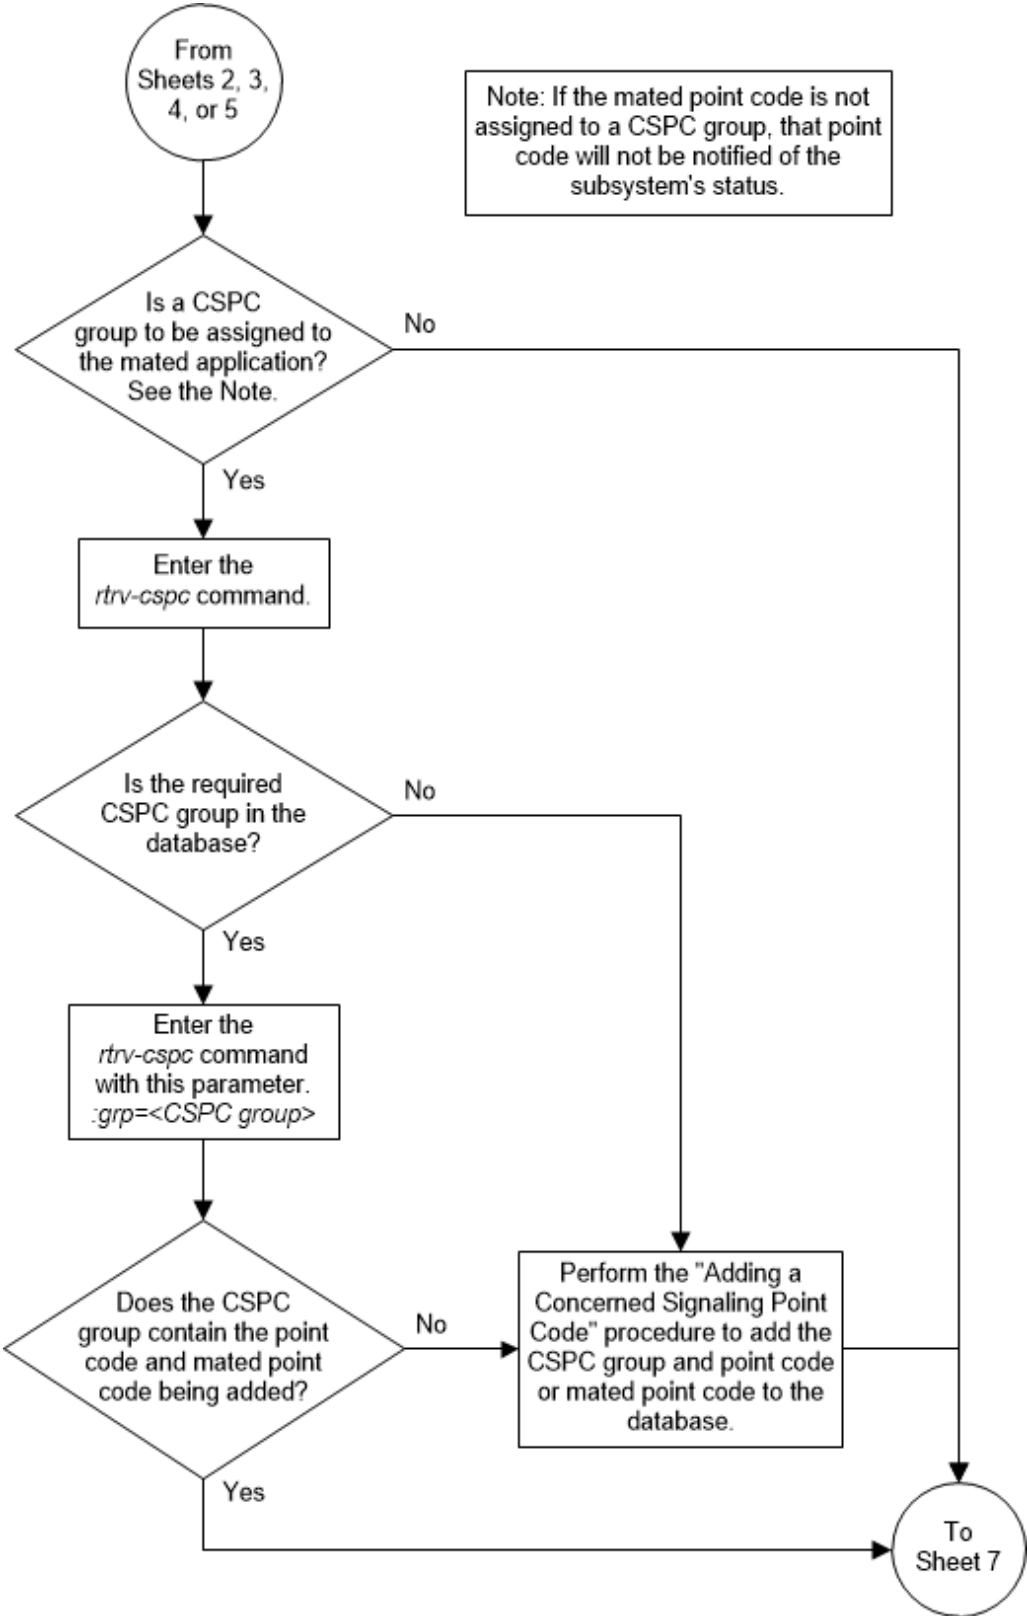 From
Sheets 2, 3,
4, or 5
Note: If the mated point code is not
assigned to a CSPC group, that point
code will not be notified of the
subsystem's status.
Is a CSPC
group to be assigned to
the mated application?
See the Note.
No
Yes
Enter the
rtrv-cspc command.
Is the required
CSPC group in the
database?
No
Yes
Enter the
rtrv-cspc command
with this parameter.
:grp=<CSPC group>
Does the CSPC
group contain the point
code and mated point
code being added?
No
Perform the "Adding a
Concerned Signaling Point
Code" procedure to add the
CSPC group and point code
or mated point code to the
database.
Yes
To
Sheet 7